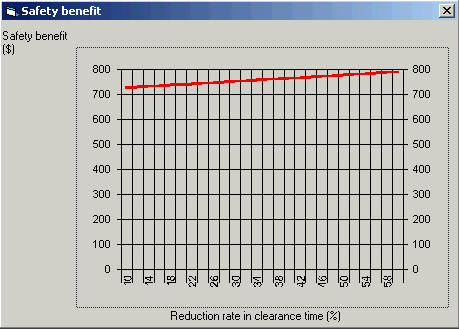 Safety benefit
Safety benefit
($)
800 800
700 700
600 600
500 500
400 400
300 300
200 200
100 100
0 0
10 14 18 22 26 30 34 38 42 46 50 54 58
Reduction rate in clearance time (%)